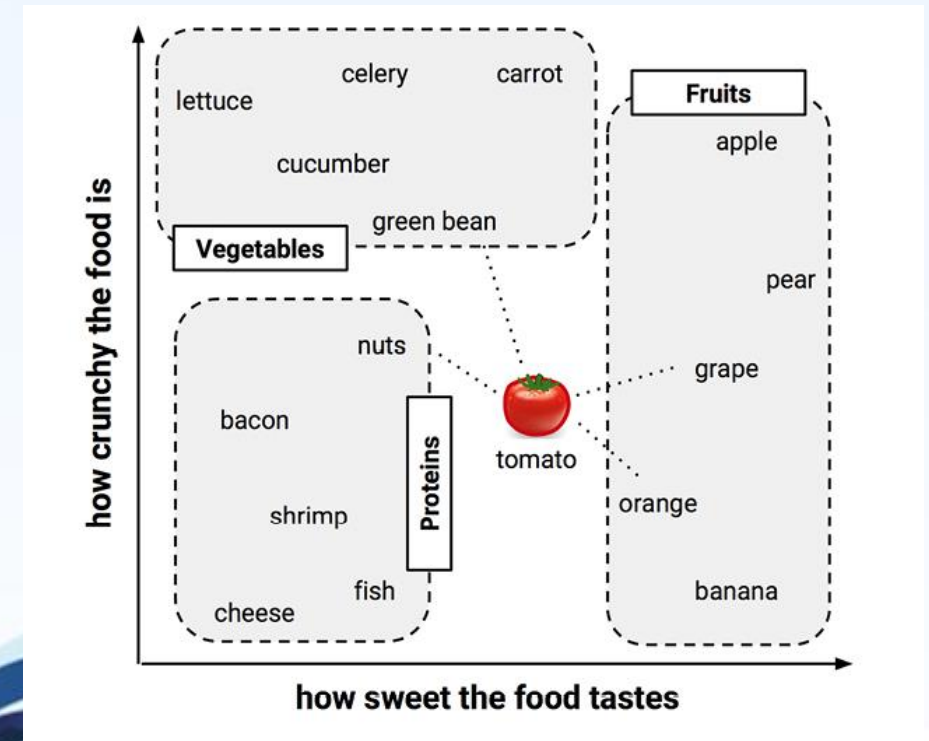 celery
carrot
lettuce
Fruits
apple
cucumber
green bean
Vegetables
pear
nuts
grape
bacon
tomato
Proteins
orange
shrimp
fish
banana
cheese
how crunchy the food is
how sweet the food tastes